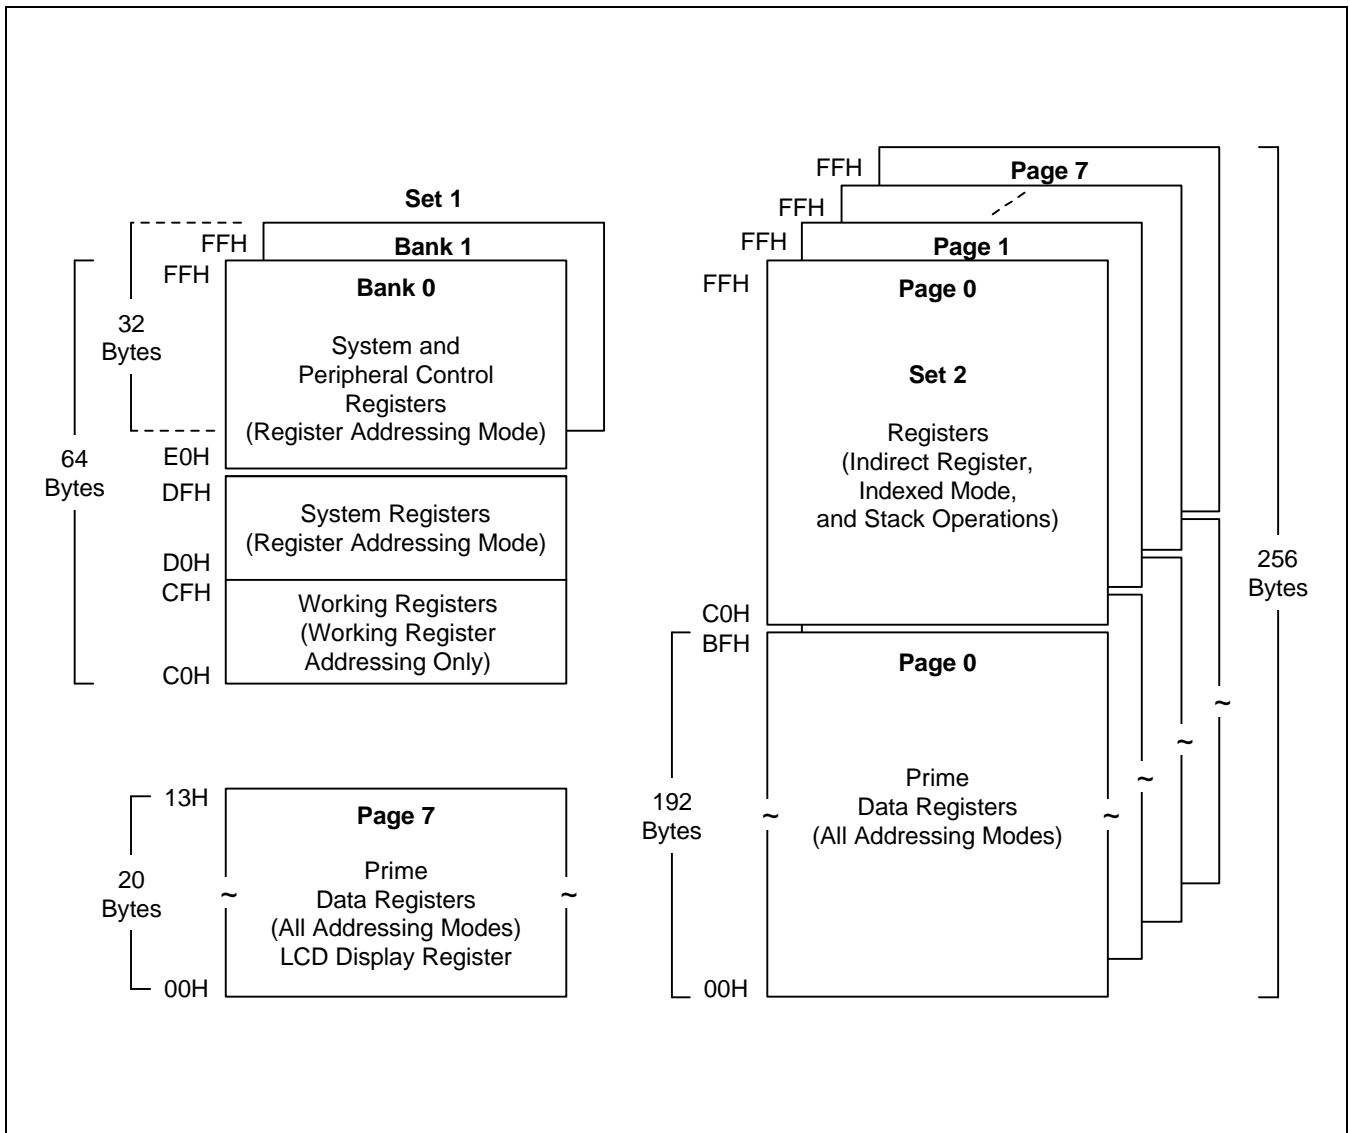 Set 1
FFH
Bank 1
FFH
Bank 0
32
Bytes
System and
Peripheral Control
Registers
(Register Addressing Mode)
E0H
64
Bytes
DFH
System Registers
(Register Addressing Mode)
D0H
CFH
Working Registers
(Working Register
Addressing Only)
C0H
13H
Page 7
20
Bytes
~
~
Prime
Data Registers
(All Addressing Modes)
LCD Display Register
00H
FFH
Page 7
FFH
FFH
Page 1
FFH
Page 0
Set 2
Registers
(Indirect Register,
Indexed Mode,
and Stack Operations)
C0H
256
Bytes
BFH
Page 0
192
Bytes
~
Prime
Data Registers
(All Addressing Modes)
~
~
~
~
00H